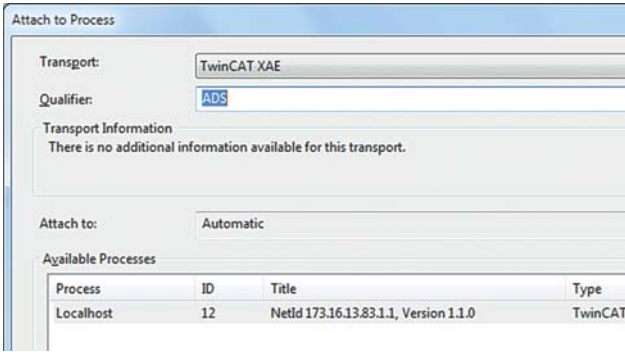 Attach to Process
Transport: TwinCAT XAE
Qualifier: ADS
Transport Information
There is no additional information available for this transport.
Attach to: Automatic
Available Processes
Process ID Title Type
Localhost 12 NetId 173.16.13.83.1.1, Version 1.1.0 TwinCAT